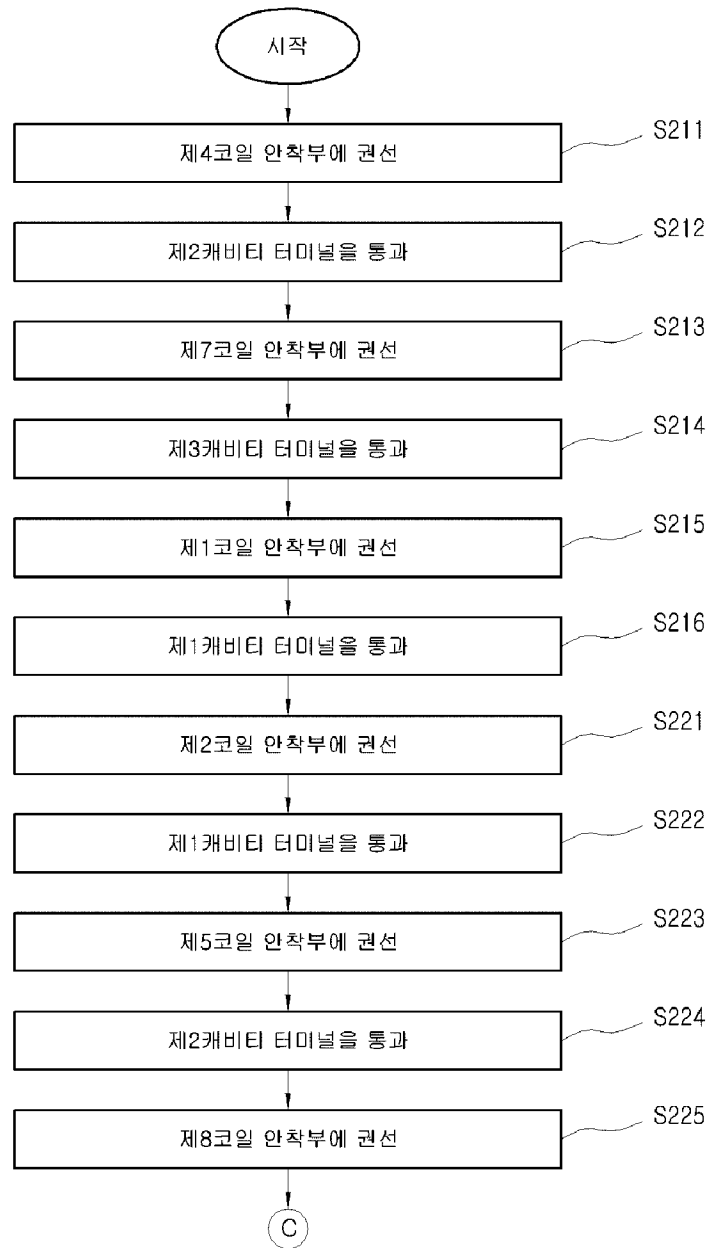 시작
제4코일 안착부에 권선
S211
제2캐비티 터미널을 통과
S212
제7코일 안착부에 권선
S213
제3캐비티 터미널을 통과
S214
제1코일 안착부에 권선
S215
제1캐비티 터미널을 통과
S216
제2코일 안착부에 권선
S221
제1캐비티 터미널을 통과
S222
제5코일 안착부에 권선
S223
제2캐비티 터미널을 통과
S224
제8코일 안착부에 권선
S225
C